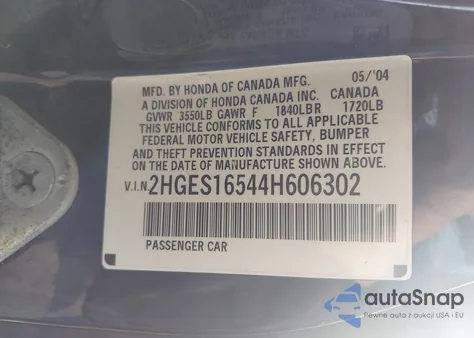 MFD. BY HONDA OF CANADA MFG. 05/'04
A DIVISION OF HONDA CANADA INC. CANADA
GVWR 3550LB GAWR F 1840LB R 1720LB
THIS VEHICLE CONFORMS TO ALL APPLICABLE
FEDERAL MOTOR VEHICLE SAFETY, BUMPER
AND THEFT PREVENTION STANDARDS IN EFFECT
ON THE DATE OF MANUFACTURE SHOWN ABOVE.
V.I.N. 2HGES16544H606302
PASSENGER CAR
autoSnap
Pewne auta z aukcji USA i EU